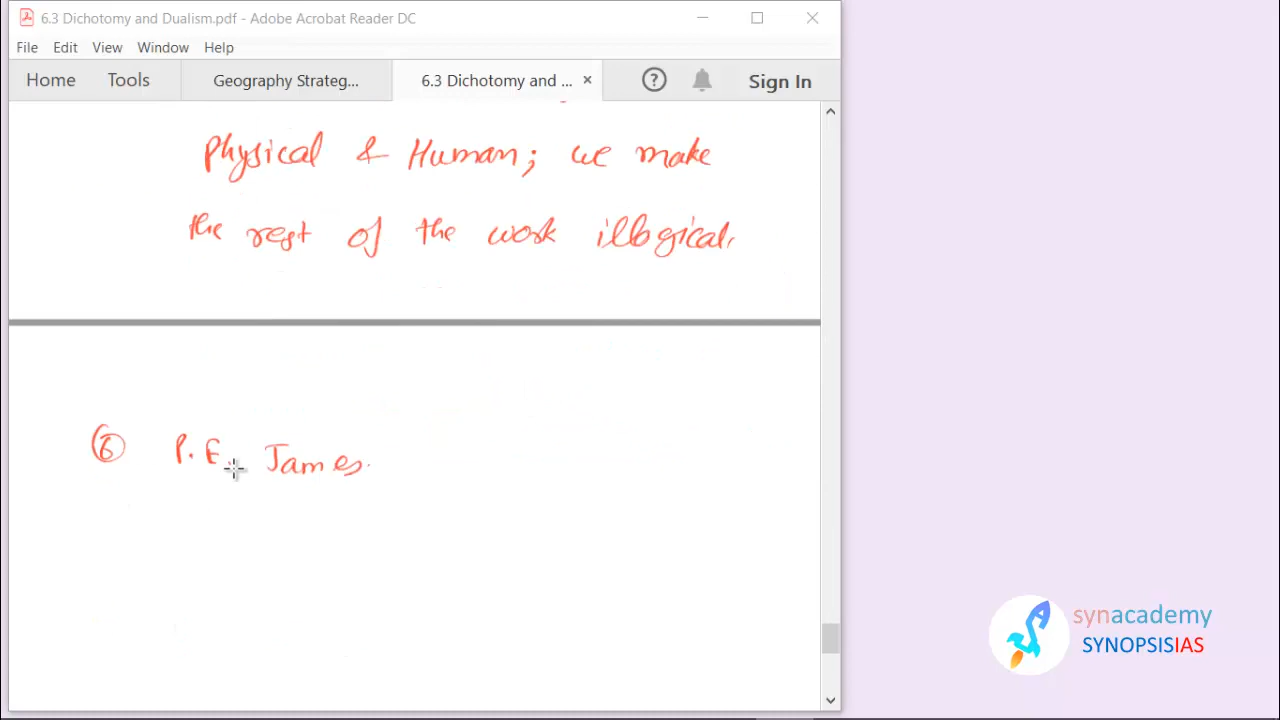 6.3 Dichotomy and Dualism.pdf - Adobe Acrobat Reader DC
File Edit View Window Help
Home Tools Geography Strateg... 6.3 Dichotomy and ... × ? Sign In
Physical & Human; we make
the rest of the work illogical.
6 P.E. James.
synacademy
SYNOPSISIAS